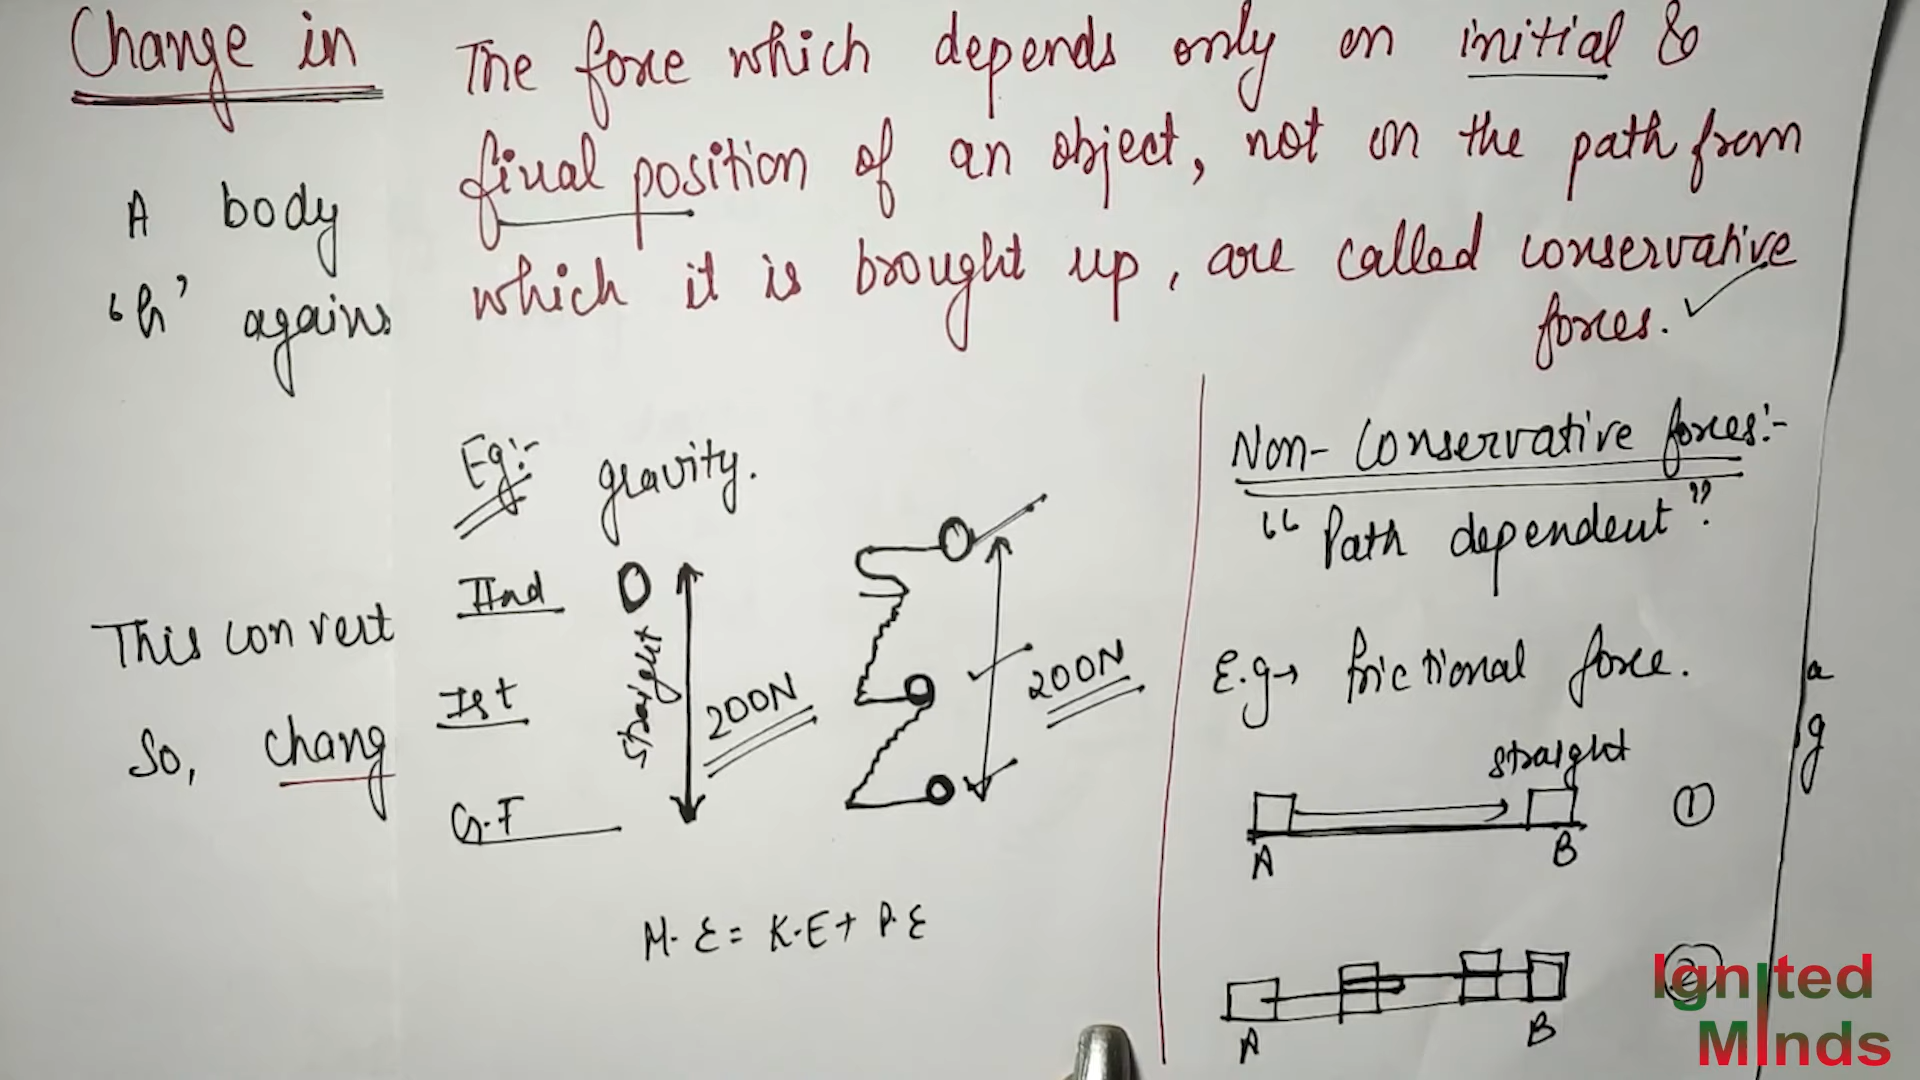 Change in
A body
'h' agains
This convert
So, chang
The force which depends only on initial &
final position of an object, not on the path from
which it is brought up, are called conservative
forces.
Eg:- gravity.
IInd
Ist
G.F
straight
200N
200N
M.E = K.E + P.E
Non-Conservative forces:-
"Path dependent"
E.g→ frictional force.
straight
A B 1
A B 2
a
g
Ignited
Minds